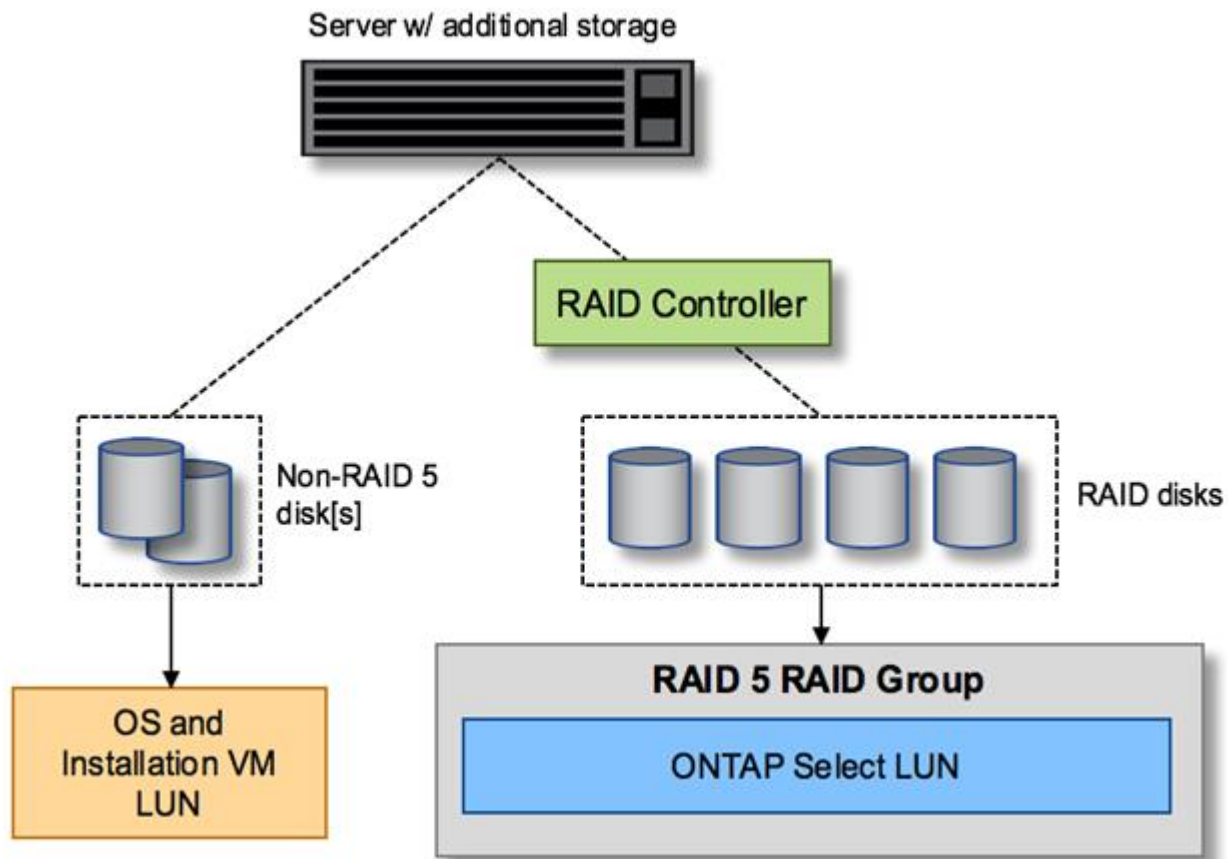 Server w/ additional storage
RAID Controller
Non-RAID 5
disk[s]
RAID disks
OS and
Installation VM
LUN
RAID 5 RAID Group
ONTAP Select LUN